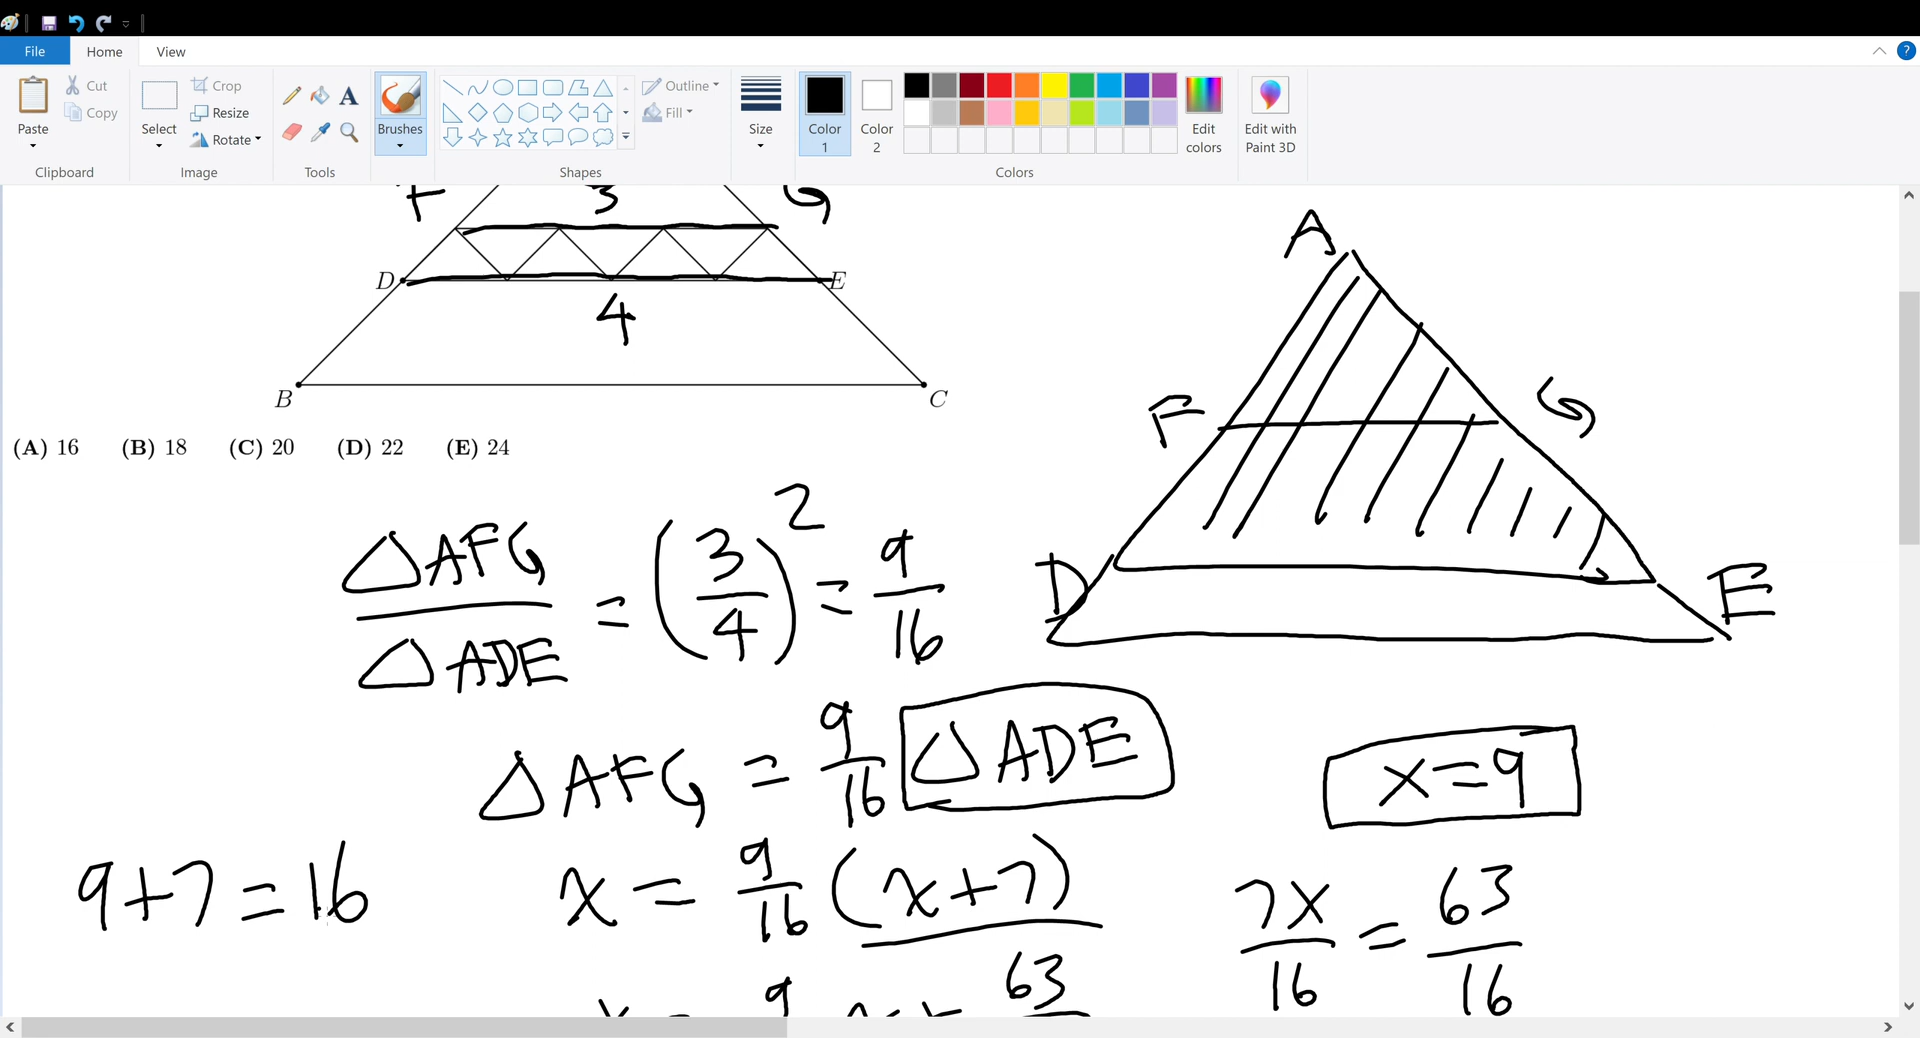 File Home View
Paste Cut Copy Clipboard
Select Crop Resize Rotate Image
A Tools
Brushes
Shapes
Outline Fill
Size
Color 1
Color 2
Colors
Edit colors
Edit with Paint 3D
F 3 G
D E
4
B C
(A) 16 (B) 18 (C) 20 (D) 22 (E) 24
A
F G
D E
△AFG / △ADE = (3/4)² = 9/16
△AFG = 9/16 △ADE
x=9
9+7=16
x = 9/16 (x+7)
7x/16 = 63/16
x = 9 x + 63